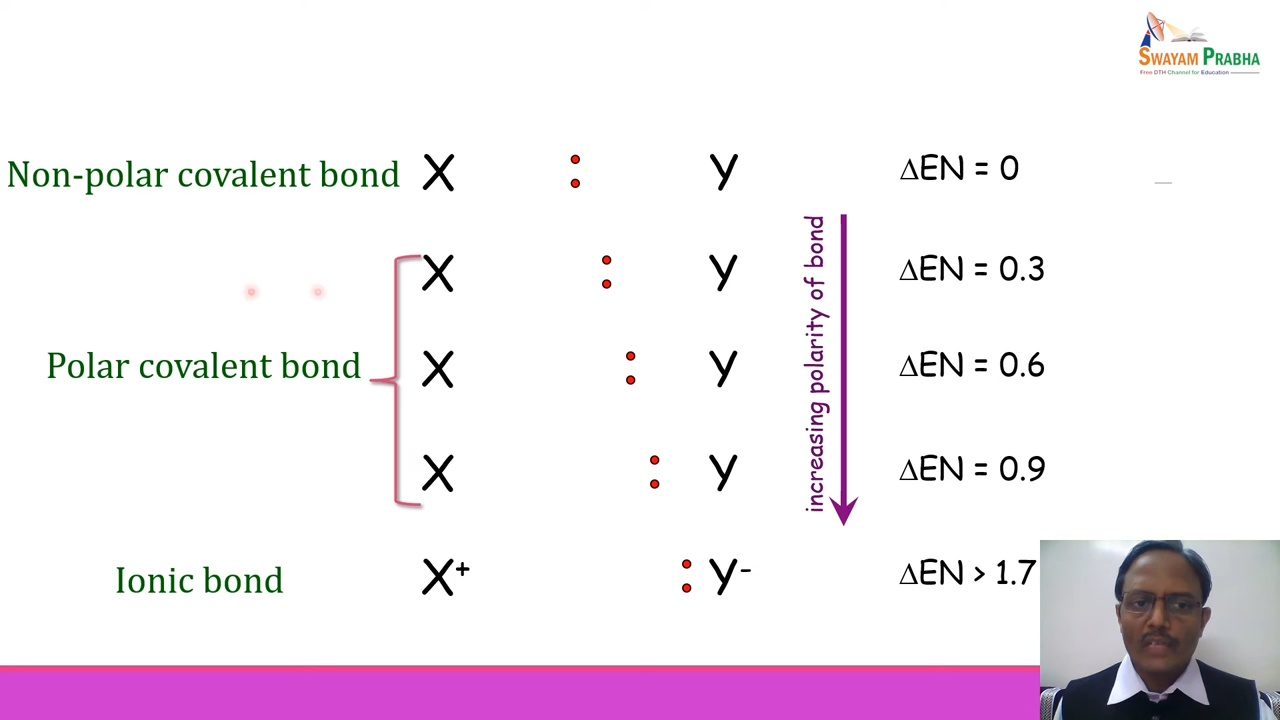 SWAYAM PRABHA
Free DTH Channel for Education
Non-polar covalent bond X : Y ΔEN = 0
X : Y ΔEN = 0.3
Polar covalent bond X : Y ΔEN = 0.6
X : Y ΔEN = 0.9
Ionic bond X⁺ : Y⁻ ΔEN > 1.7
increasing polarity of bond